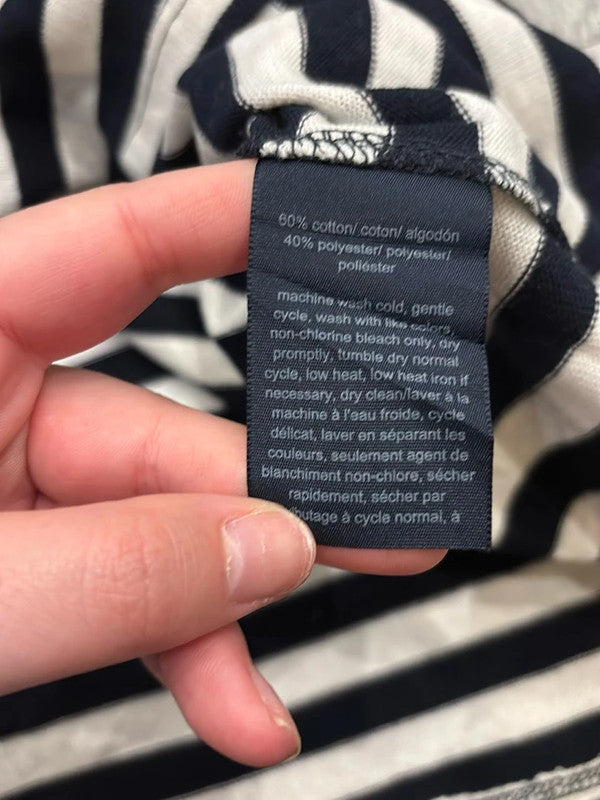 60% cotton/ coton/ algodón
40% polyester/ polyester/
poliéster
machine wash cold, gentle
cycle, wash with like colors,
non-chlorine bleach only, dry
promptly, tumble dry normal
cycle, low heat, low heat iron if
necessary, dry clean/laver à la
machine à l'eau froide, cycle
délicat, laver en séparant les
couleurs, seulement agent de
blanchiment non-chlore, sécher
rapidement, sécher par
cycle normal, à